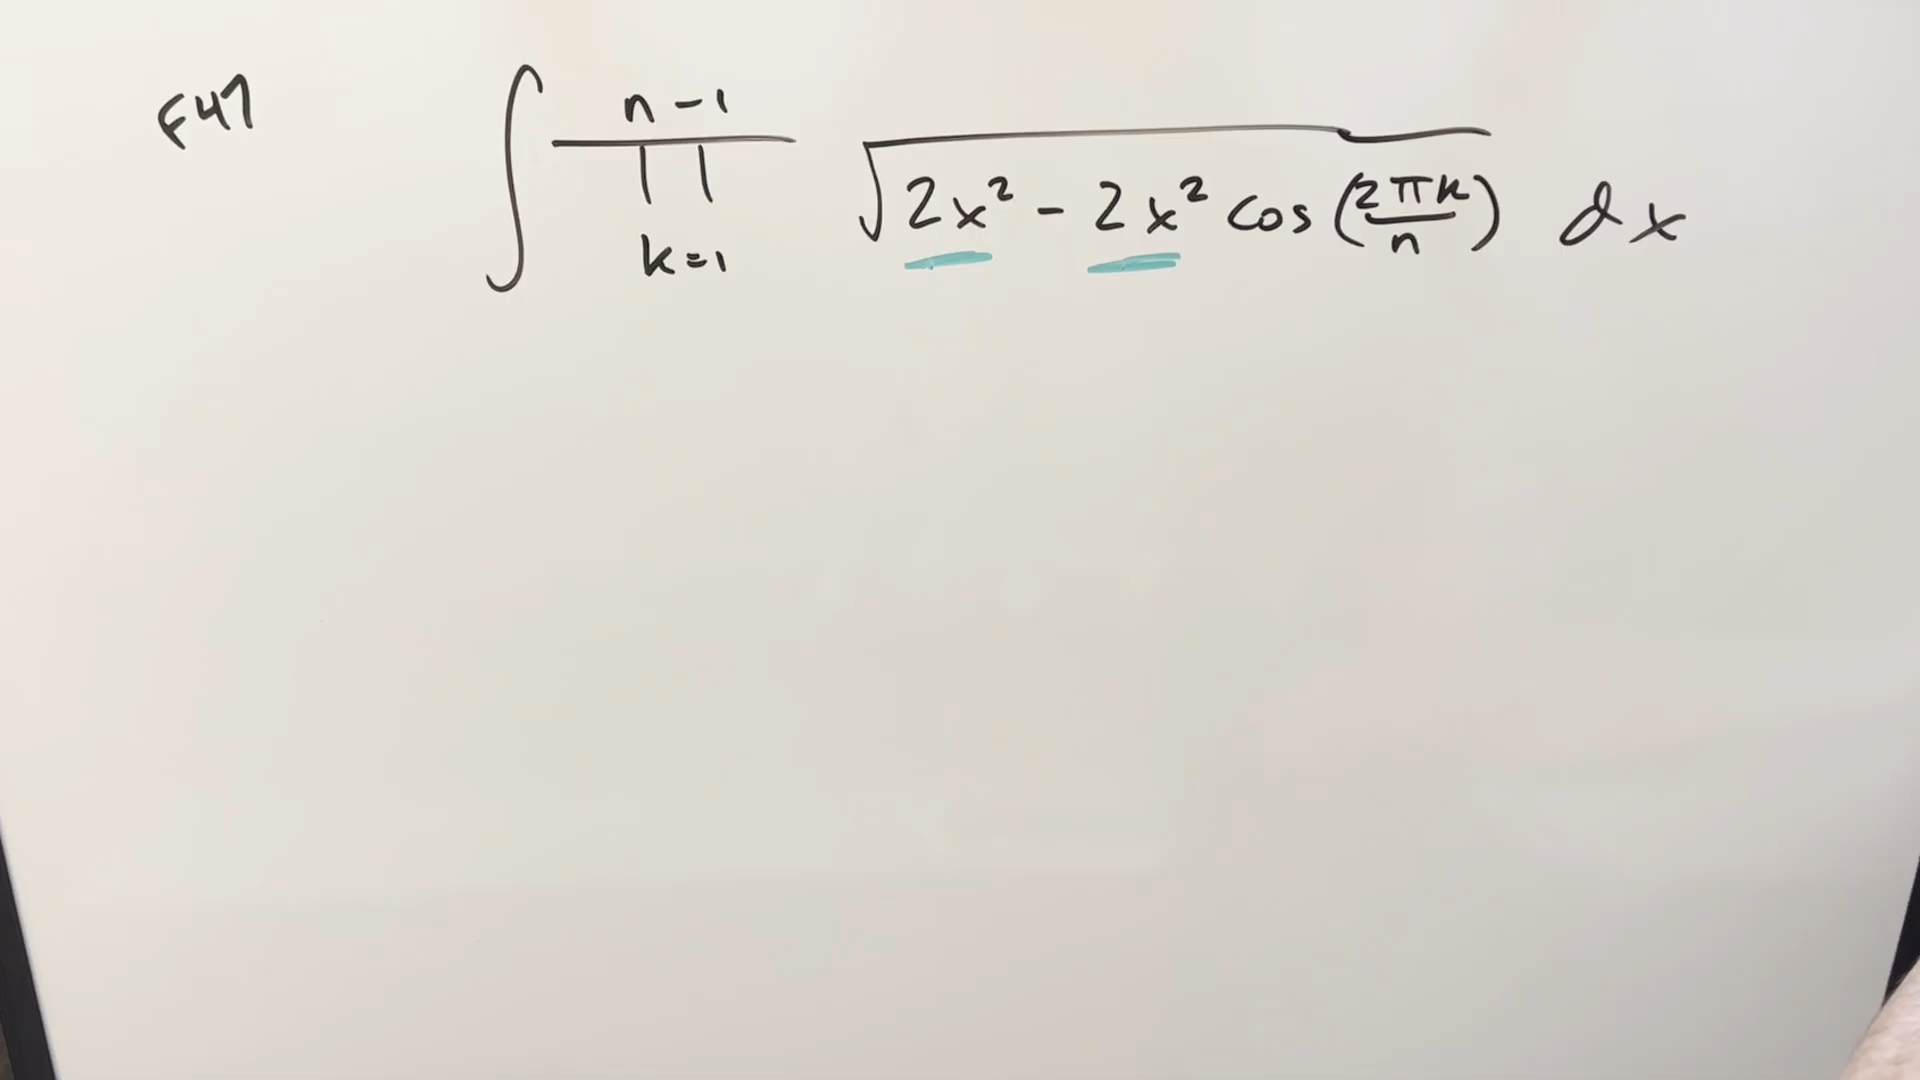 F47 ∫ ∏_{k=1}^{n-1} √(2x² - 2x² cos(2πk/n)) dx